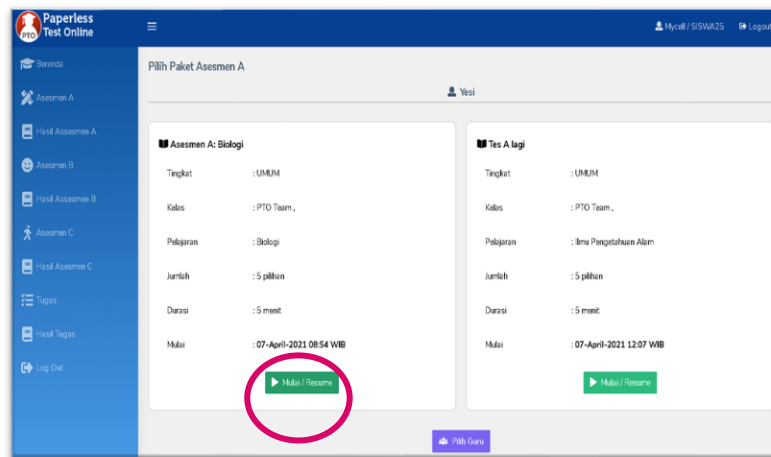 Paperless
Test Online
PTO
Mycell / SISWA25
Logout
Beranda
Asesmen A
Hasil Assesmen A
Asesmen B
Hasil Assesmen B
Asesmen C
Hasil Asesmen C
Tugas
Hasil Tugas
Log Out
Pilih Paket Asesmen A
Yesi
Asesmen A: Biologi
Tingkat : UMUM
Kelas : PTO Team ,
Pelajaran : Biologi
Jumlah : 5 pilihan
Durasi : 5 menit
Mulai : 07-April-2021 08:54 WIB
Mulai / Resume
Tes A lagi
Tingkat : UMUM
Kelas : PTO Team ,
Pelajaran : Ilmu Pengetahuan Alam
Jumlah : 5 pilihan
Durasi : 5 menit
Mulai : 07-April-2021 12:07 WIB
Mulai / Resume
Pilih Guru